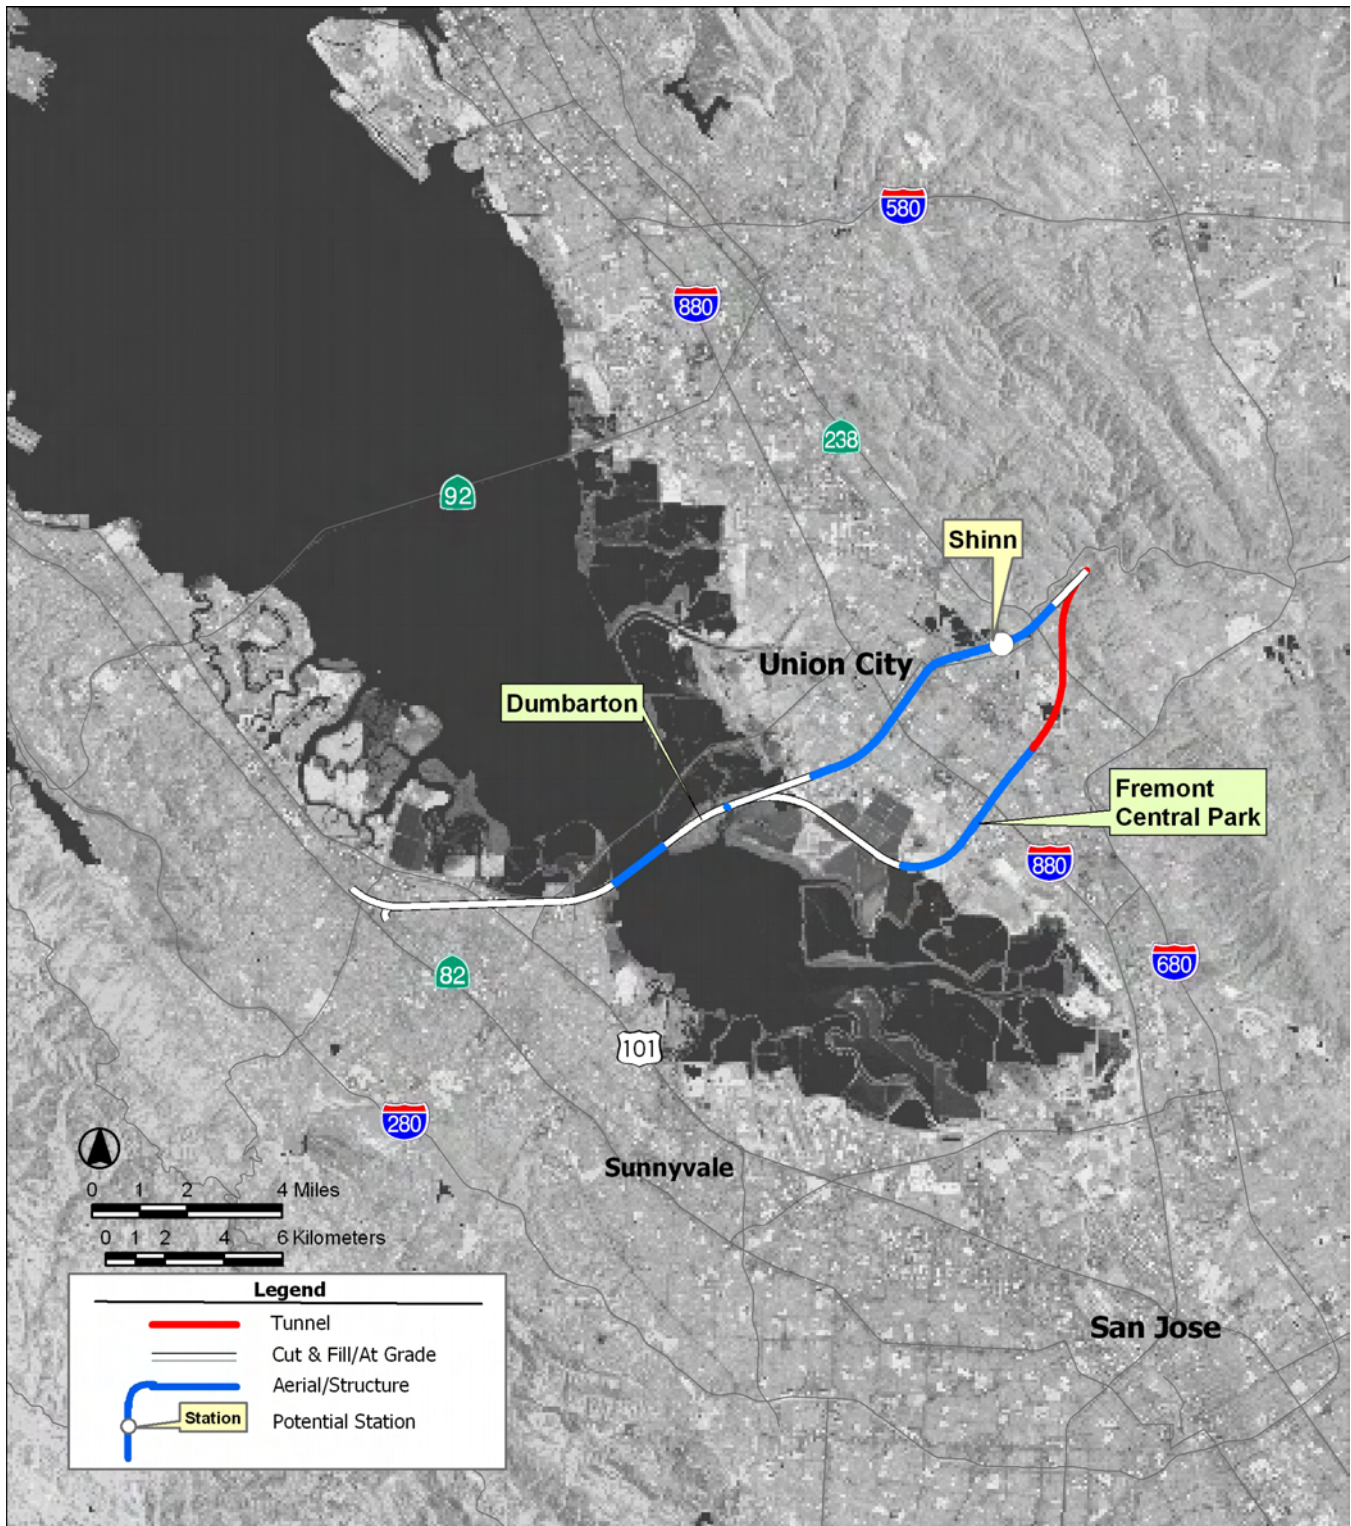 580
880
238
92
Shinn
Union City
Dumbarton
Fremont
Central Park
880
680
82
101
280
Sunnyvale
0 1 2 4 Miles
0 1 2 4 6 Kilometers
San Jose
Legend
Tunnel
Cut & Fill/At Grade
Aerial/Structure
Station
Potential Station